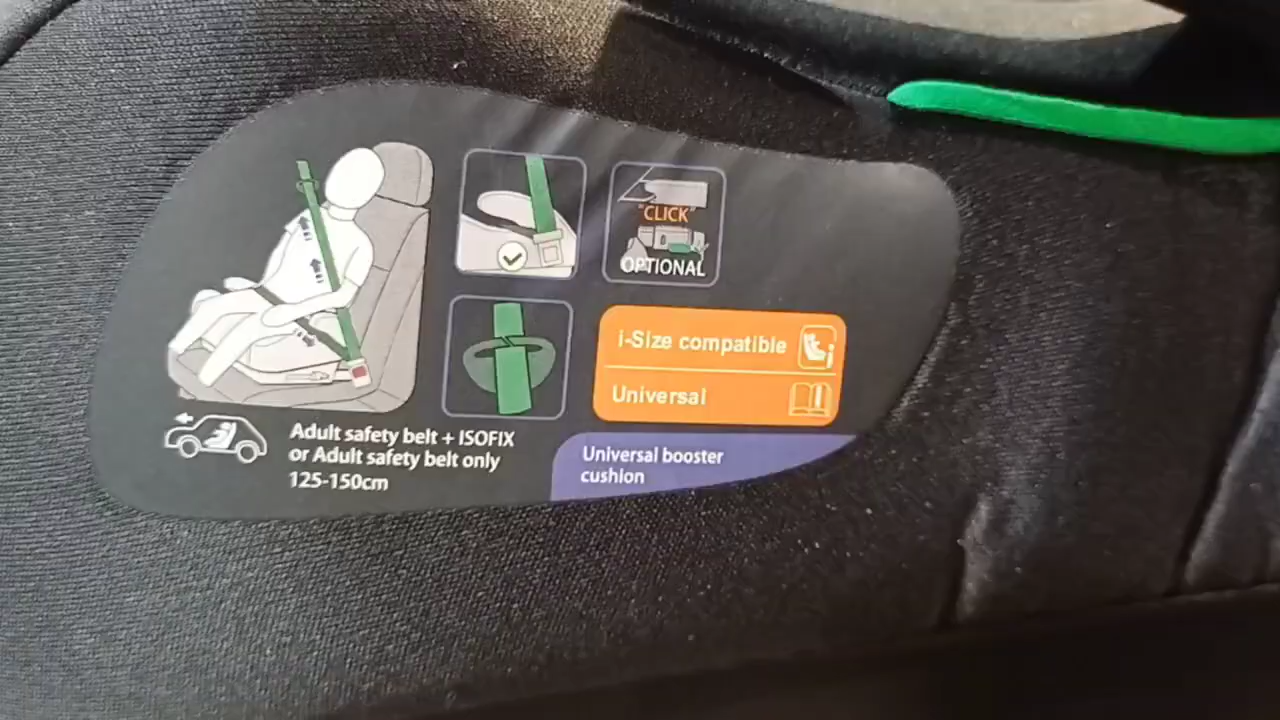 "CLICK"
OPTIONAL
i-Size compatible
Universal
Adult safety belt + ISOFIX
or Adult safety belt only
125-150cm
Universal booster
cushion